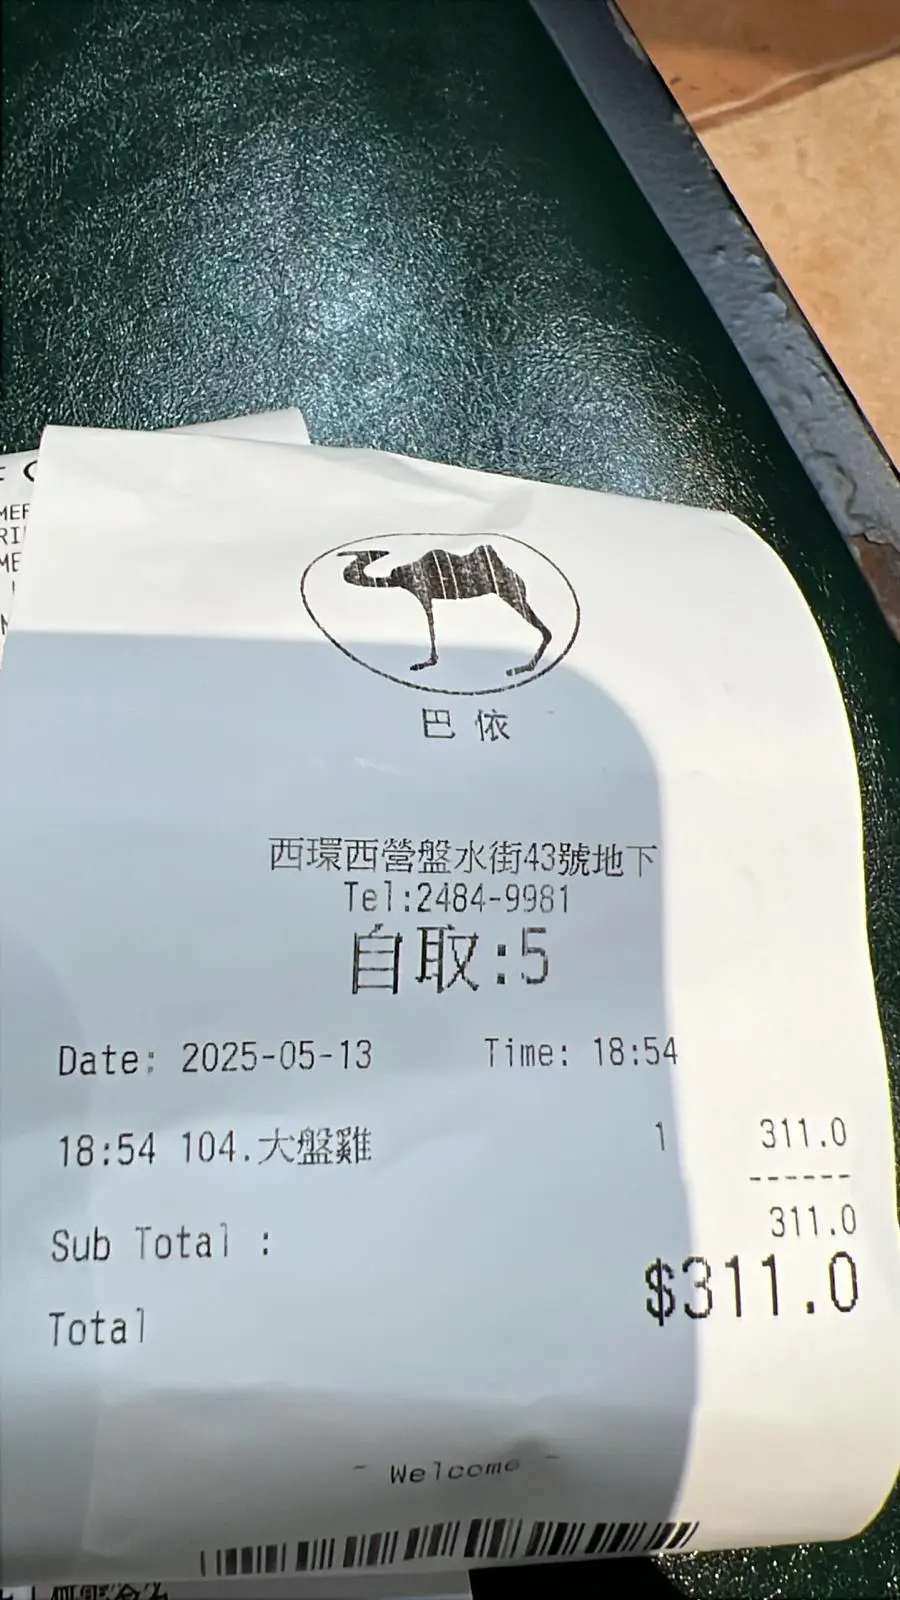 巴依
西環西營盤水街43號地下
Tel:2484-9981
自取:5
Date: 2025-05-13 Time: 18:54
18:54 104.大盤雞 1 311.0
------
Sub Total : 311.0
Total $311.0
- Welcome -